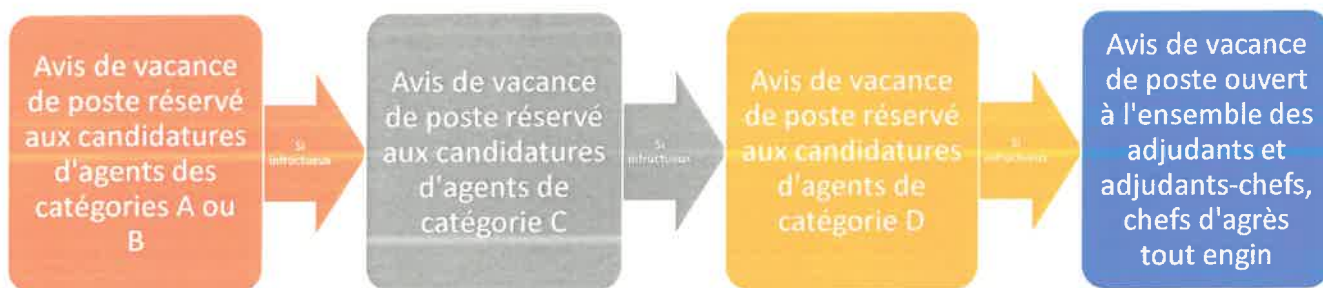 Avis de vacance
de poste réservé
aux candidatures
d'agents des
catégories A ou
B
Si
infructueux
Avis de vacance
de poste réservé
aux candidatures
d'agents de
catégorie C
Si
infructueux
Avis de vacance
de poste réservé
aux candidatures
d'agents de
catégorie D
Si
infructueux
Avis de vacance
de poste ouvert
à l'ensemble des
adjudants et
adjudants-chefs,
chefs d'agrès
tout engin